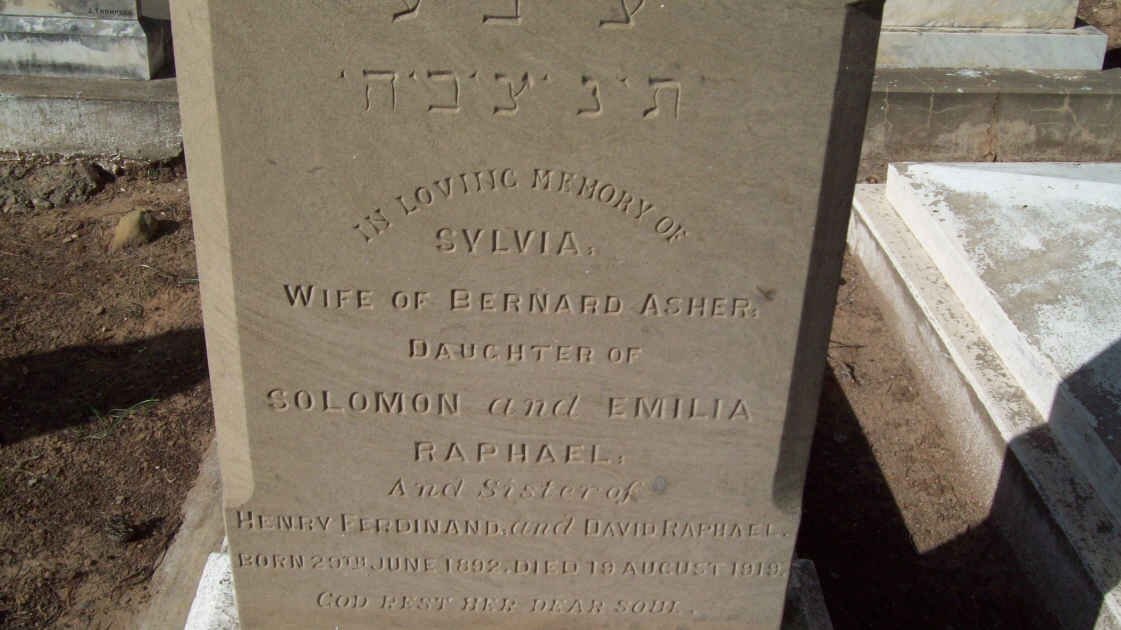 J. THOMPSON
ת'נ'צ'ב'ה'
IN LOVING MEMORY OF
SYLVIA,
WIFE OF BERNARD ASHER,
DAUGHTER OF
SOLOMON and EMILIA
RAPHAEL,
And Sister of
HENRY FERDINAND, and DAVID RAPHAEL.
BORN 29TH JUNE 1892, DIED 19 AUGUST 1919.
GOD REST HER DEAR SOUL.